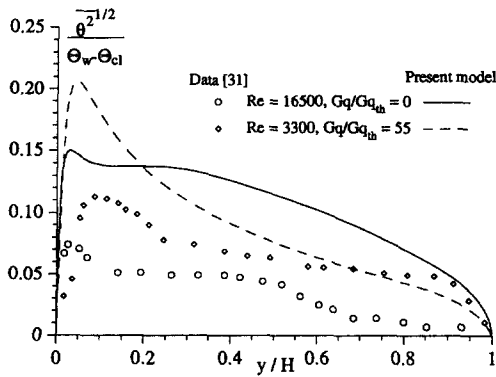 0.25
0.20
0.15
0.10
0.05
0
θ²^1/2
Θw-Θcl
Data [31] Present model
Re = 16500, Gq/Gqth = 0
Re = 3300, Gq/Gqth = 55
0 0.2 0.4 0.6 0.8 1
y / H